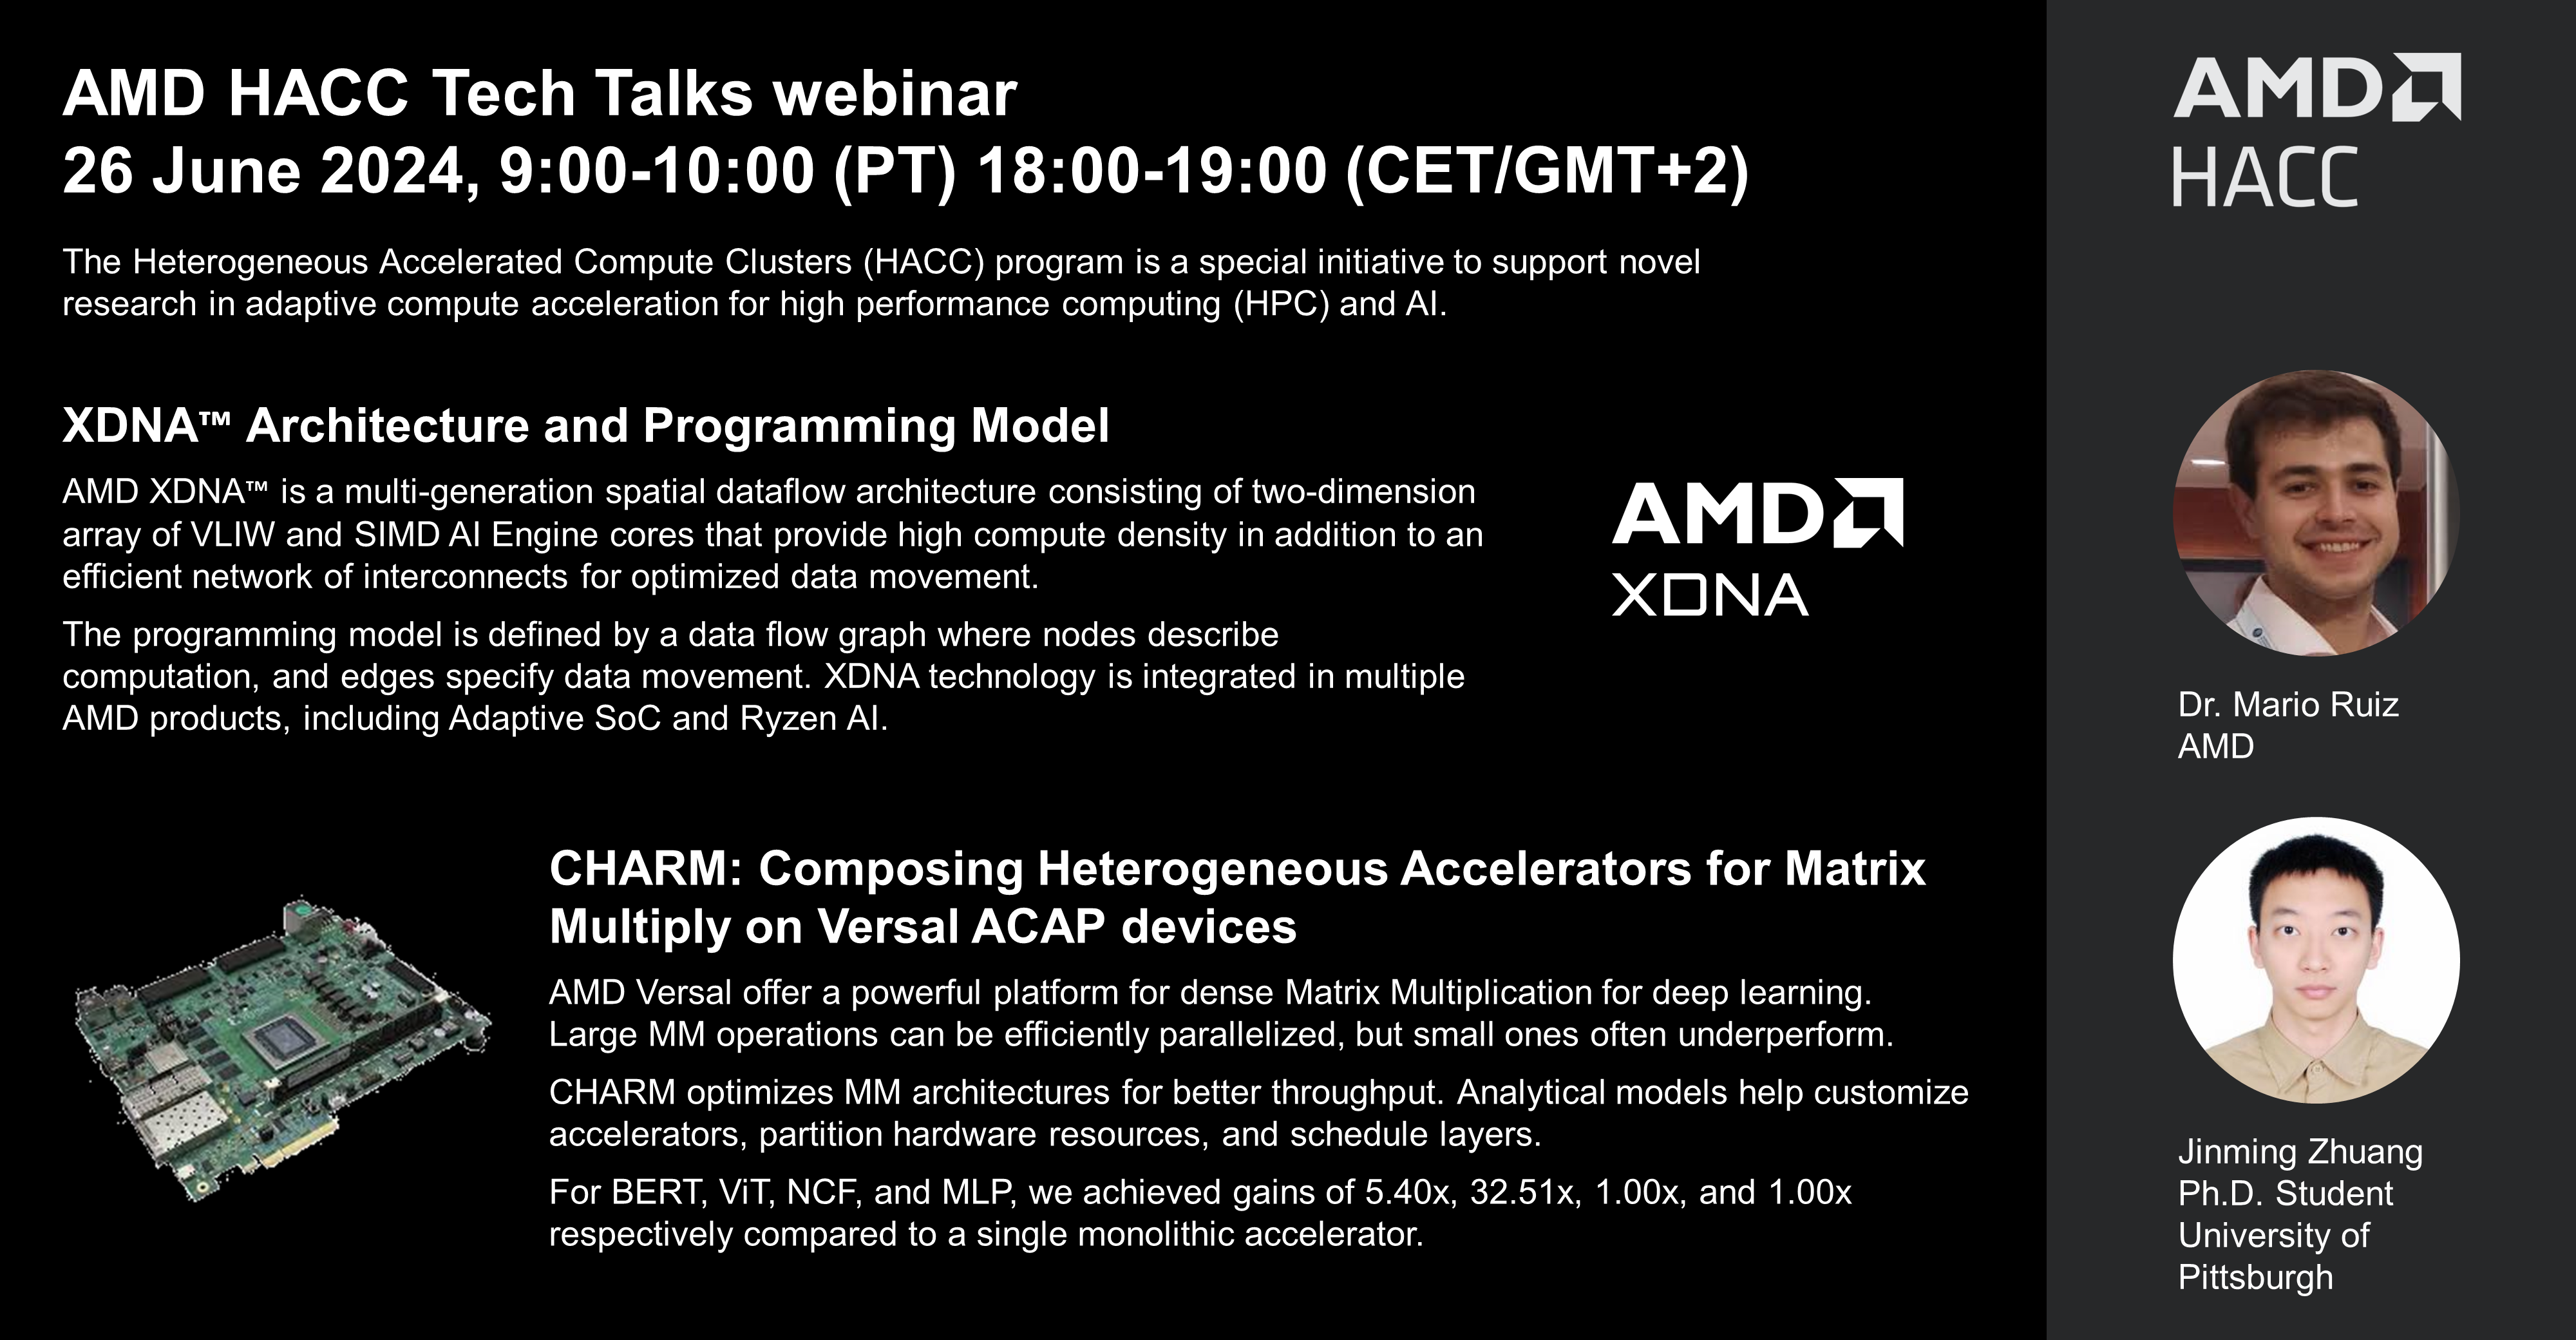 AMD HACC Tech Talks webinar
26 June 2024, 9:00-10:00 (PT) 18:00-19:00 (CET/GMT+2)
The Heterogeneous Accelerated Compute Clusters (HACC) program is a special initiative to support novel
research in adaptive compute acceleration for high performance computing (HPC) and AI.
XDNA™ Architecture and Programming Model
AMD XDNA™ is a multi-generation spatial dataflow architecture consisting of two-dimension
array of VLIW and SIMD AI Engine cores that provide high compute density in addition to an
efficient network of interconnects for optimized data movement.
The programming model is defined by a data flow graph where nodes describe
computation, and edges specify data movement. XDNA technology is integrated in multiple
AMD products, including Adaptive SoC and Ryzen AI.
AMD
XDNA
CHARM: Composing Heterogeneous Accelerators for Matrix
Multiply on Versal ACAP devices
AMD Versal offer a powerful platform for dense Matrix Multiplication for deep learning.
Large MM operations can be efficiently parallelized, but small ones often underperform.
CHARM optimizes MM architectures for better throughput. Analytical models help customize
accelerators, partition hardware resources, and schedule layers.
For BERT, ViT, NCF, and MLP, we achieved gains of 5.40x, 32.51x, 1.00x, and 1.00x
respectively compared to a single monolithic accelerator.
AMD
HACC
Dr. Mario Ruiz
AMD
Jinming Zhuang
Ph.D. Student
University of
Pittsburgh